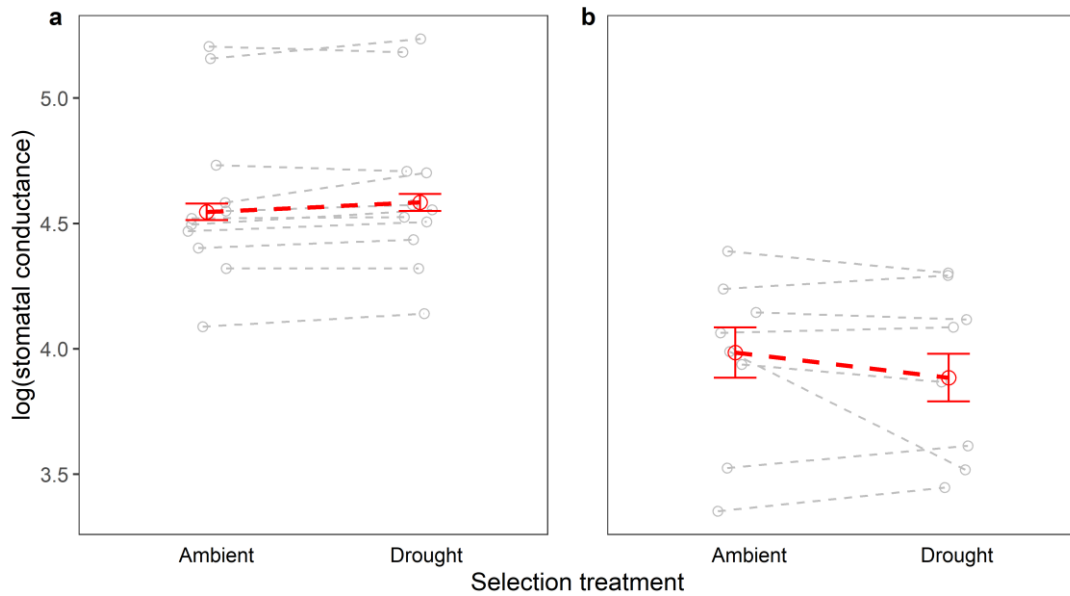 a
b
log(stomatal conductance)
5.0
4.5
4.0
3.5
Ambient
Drought
Ambient
Drought
Selection treatment